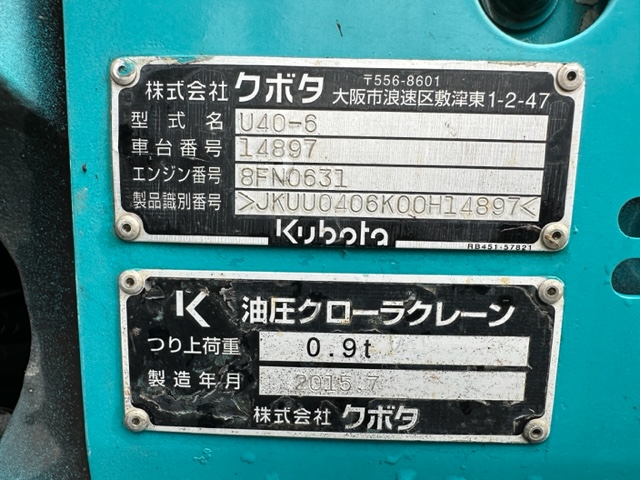 株式会社 クボタ 〒556-8601
大阪市浪速区敷津東1-2-47
型式名 U40-6
車台番号 14897
エンジン番号 8FN0631
製品識別番号 >JKUU0406K00H14897<
Kubota RB451-57821
K 油圧クローラクレーン
つり上荷重 0.9t
製造年月 2015.7
株式会社 クボタ